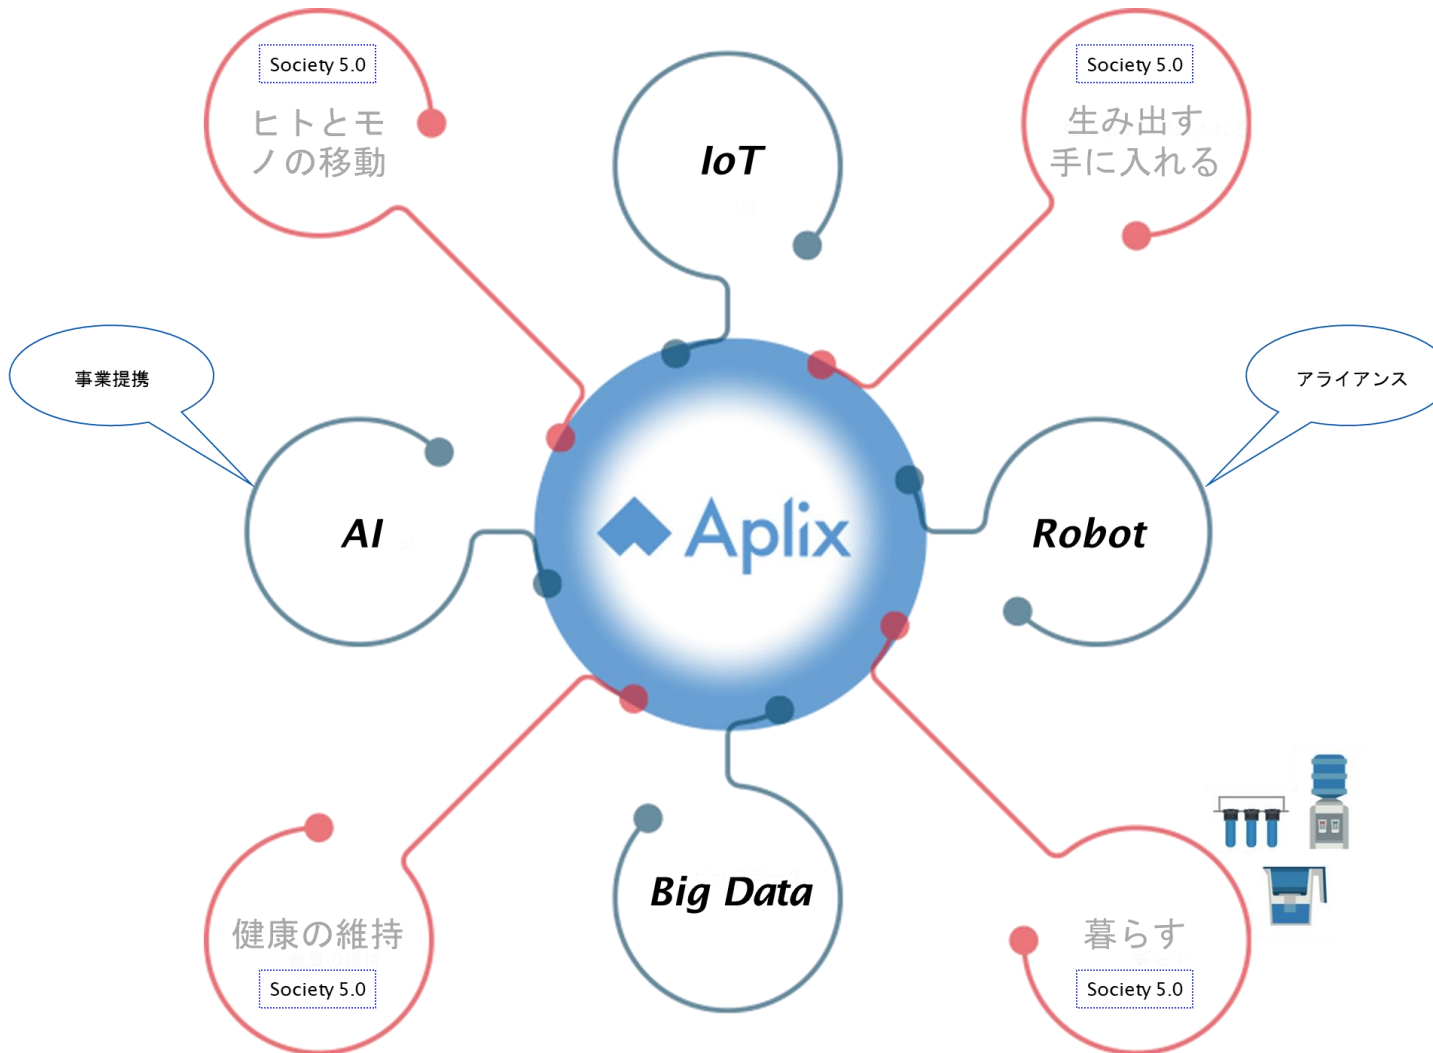 Society 5.0
ヒトとモ
ノの移動
IoT
Society 5.0
生み出す
手に入れる
事業提携
アライアンス
AI
Aplix
Robot
Big Data
健康の維持
Society 5.0
暮らす
Society 5.0